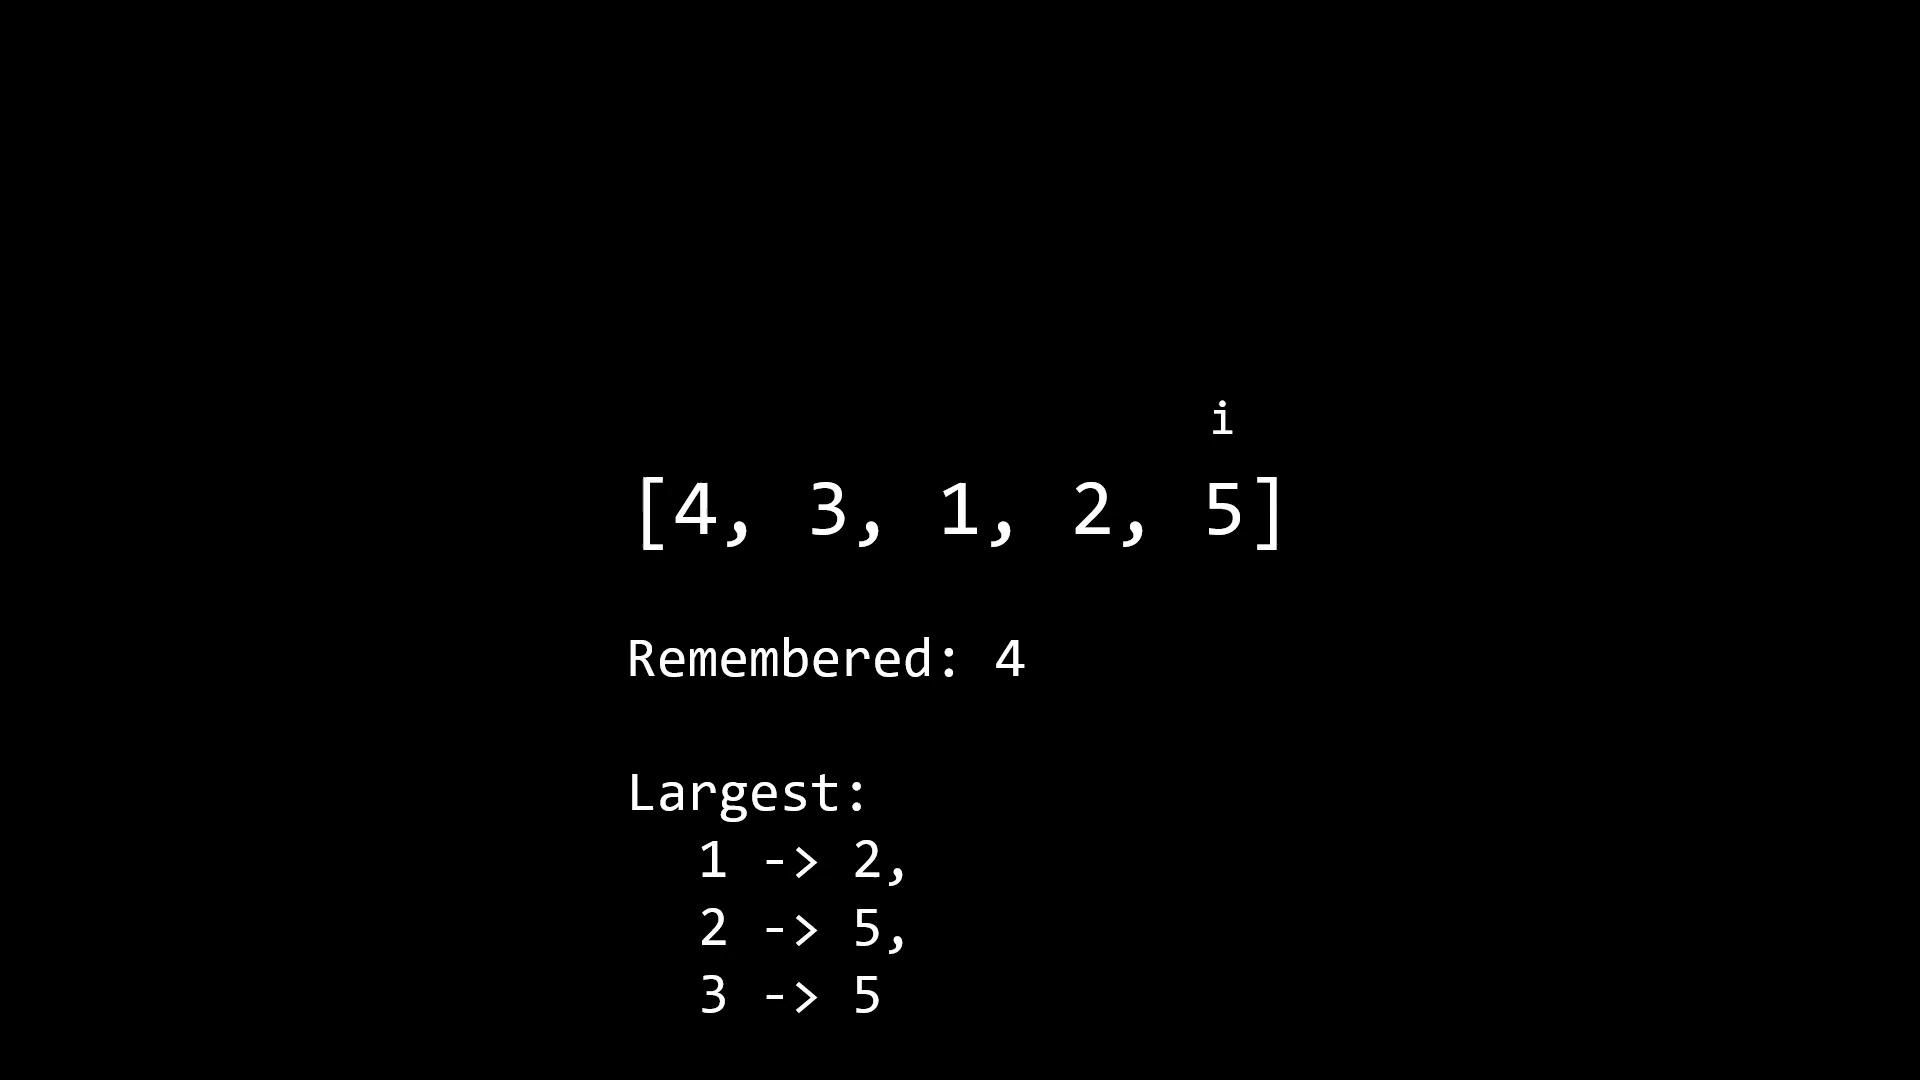 i
[4, 3, 1, 2, 5]
Remembered: 4
Largest:
1 -> 2,
2 -> 5,
3 -> 5